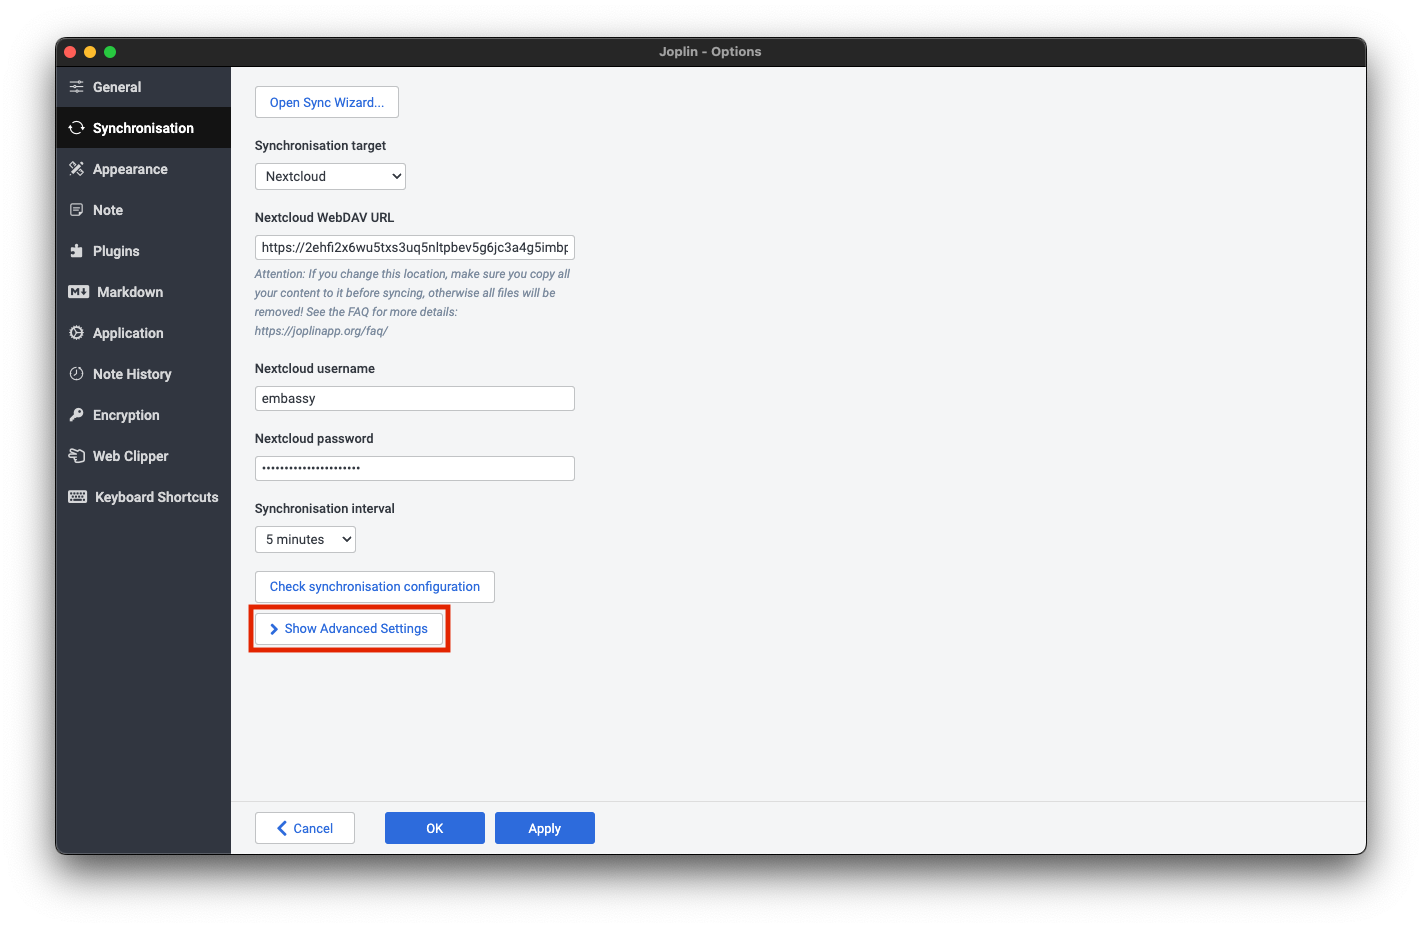 Joplin - Options
General
Synchronisation
Appearance
Note
Plugins
Markdown
Application
Note History
Encryption
Web Clipper
Keyboard Shortcuts
Open Sync Wizard...
Synchronisation target
Nextcloud
Nextcloud WebDAV URL
https://2ehfi2x6wu5txs3uq5nltpbev5g6jc3a4g5imbp
Attention: If you change this location, make sure you copy all
your content to it before syncing, otherwise all files will be
removed! See the FAQ for more details:
https://joplinapp.org/faq/
Nextcloud username
embassy
Nextcloud password
••••••••••••••••••••••
Synchronisation interval
5 minutes
Check synchronisation configuration
Show Advanced Settings
Cancel
OK
Apply